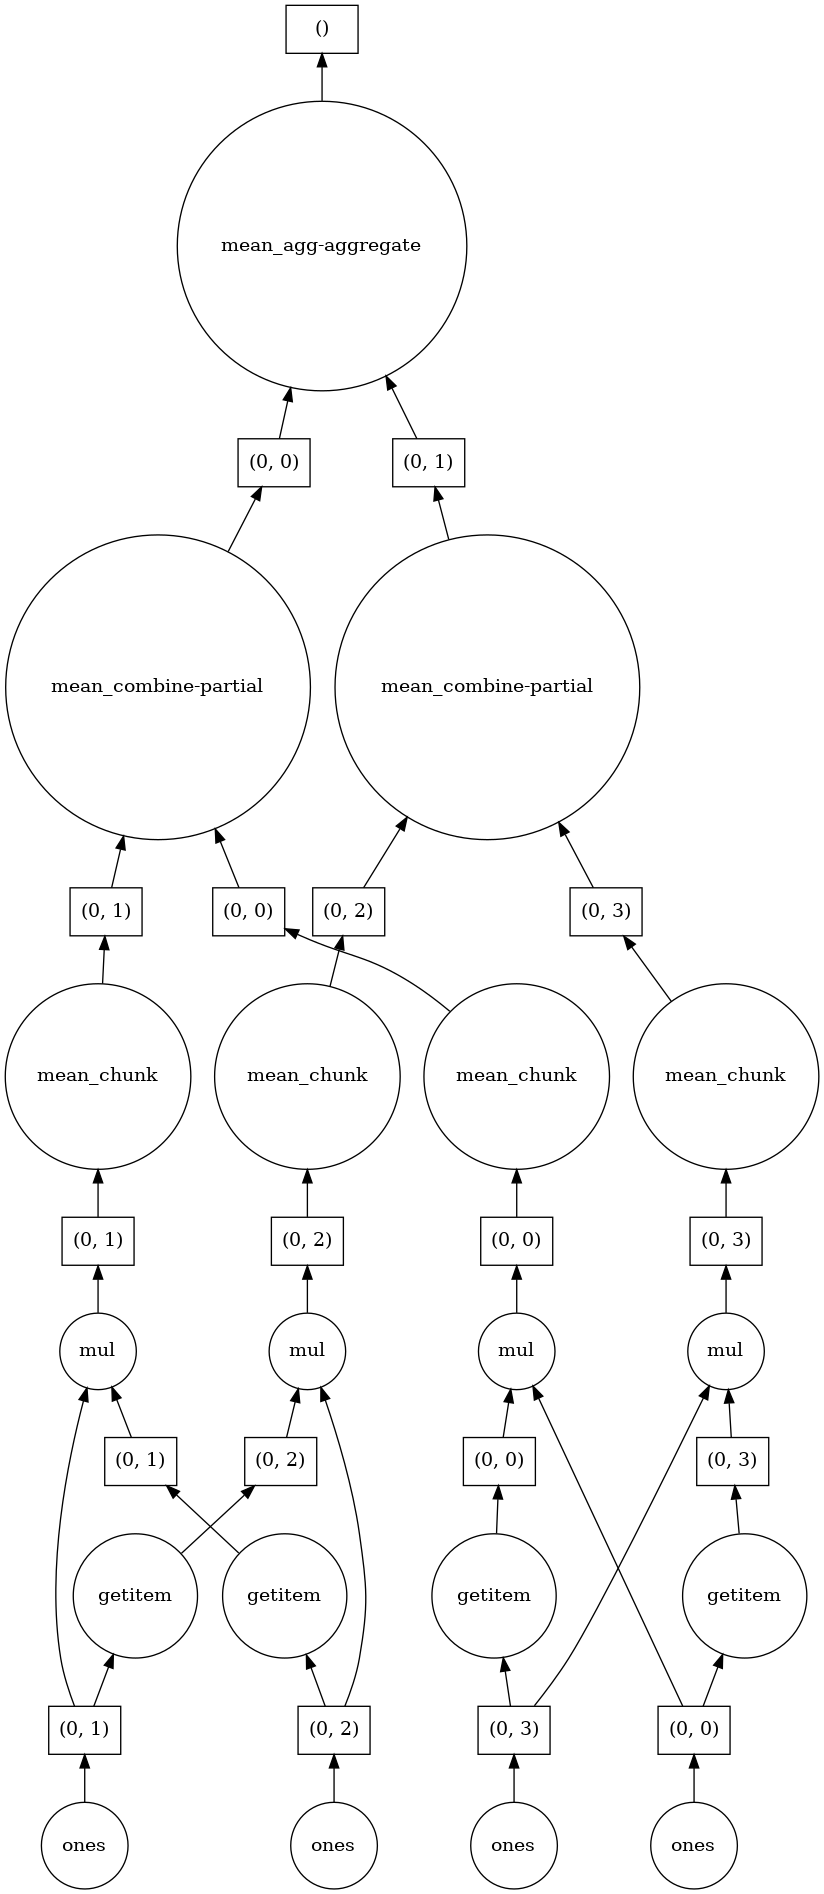 ()
mean_agg-aggregate
(0, 0)
(0, 1)
mean_combine-partial
mean_combine-partial
(0, 1)
(0, 0)
(0, 2)
(0, 3)
mean_chunk
mean_chunk
mean_chunk
mean_chunk
(0, 1)
(0, 2)
(0, 0)
(0, 3)
mul
mul
mul
mul
(0, 1)
(0, 2)
(0, 0)
(0, 3)
getitem
getitem
getitem
getitem
(0, 1)
(0, 2)
(0, 3)
(0, 0)
ones
ones
ones
ones